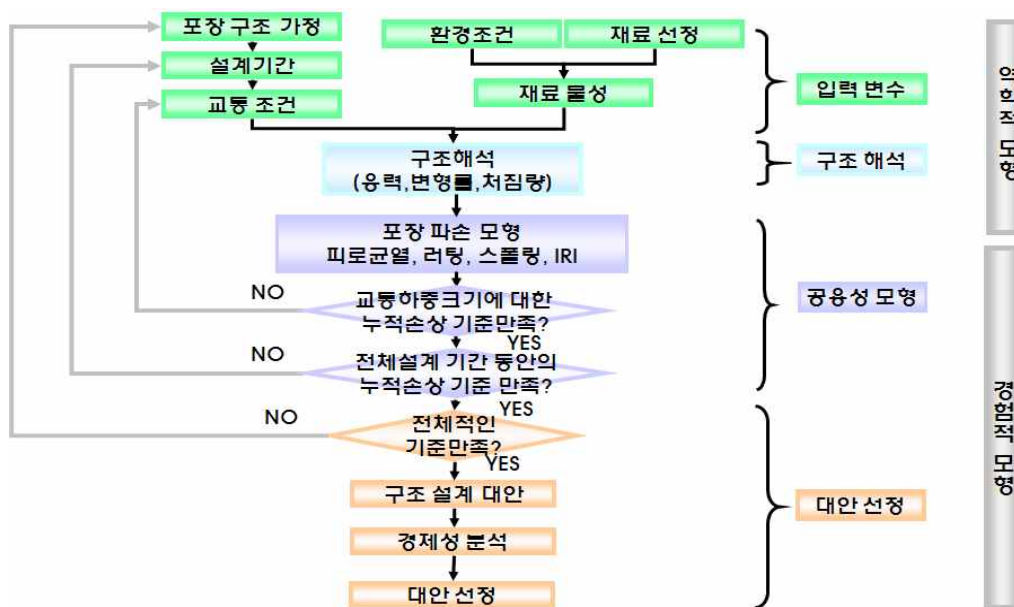 포장 구조 가정
설계기간
교통 조건
환경조건
재료 선정
재료 물성
입력 변수
구조해석
(응력,변형률,처짐량)
구조 해석
역학적 모형
포장 파손 모형
피로균열, 러팅, 스폴링, IRI
NO
교통하중크기에 대한
누적손상 기준만족?
YES
공용성 모형
NO
전체설계 기간 동안의
누적손상 기준 만족?
YES
NO
전체적인
기준만족?
YES
구조 설계 대안
경제성 분석
대안 선정
대안 선정
경험적 모형